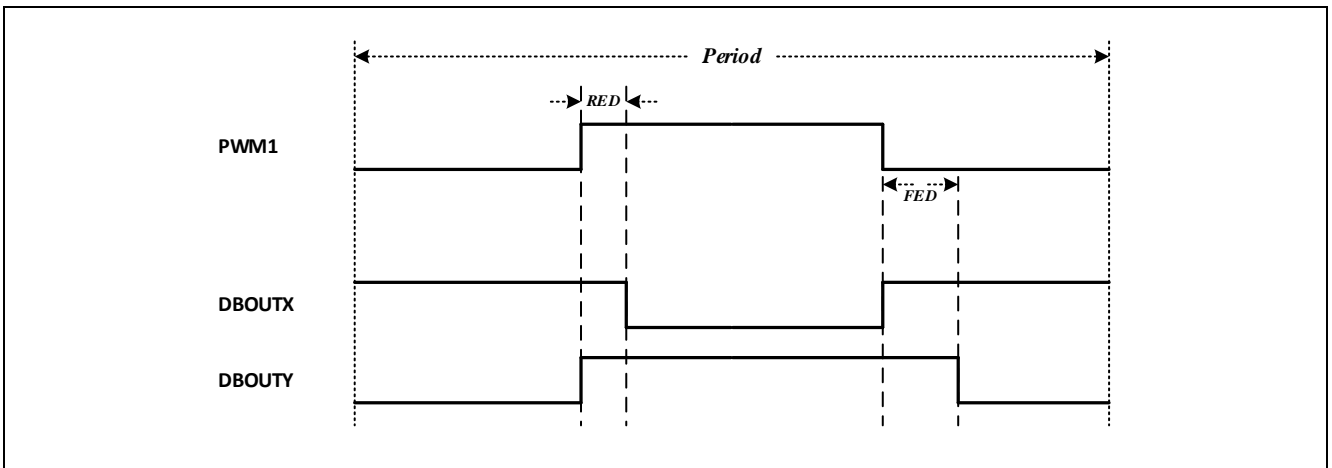 Period
RED
PWM1
FED
DBOUTX
DBOUTY